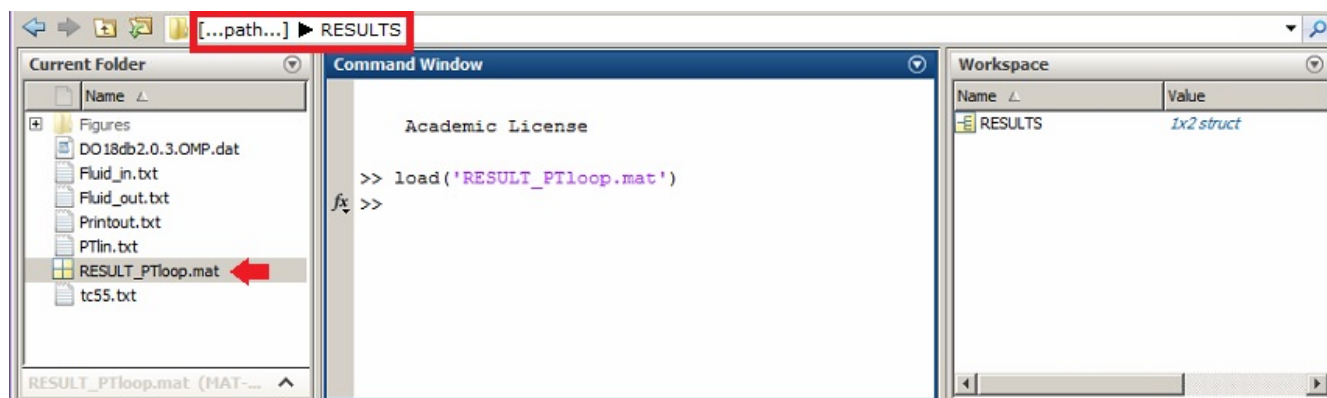 [...path...] ▶ RESULTS
Current Folder
Name
Figures
DO18db2.0.3.OMP.dat
Fluid_in.txt
Fluid_out.txt
Printout.txt
PTlin.txt
RESULT_PTloop.mat
tc55.txt
RESULT_PTloop.mat (MAT-...
Command Window
Academic License
>> load('RESULT_PTloop.mat')
fx >>
Workspace
Name Value
RESULTS 1x2 struct